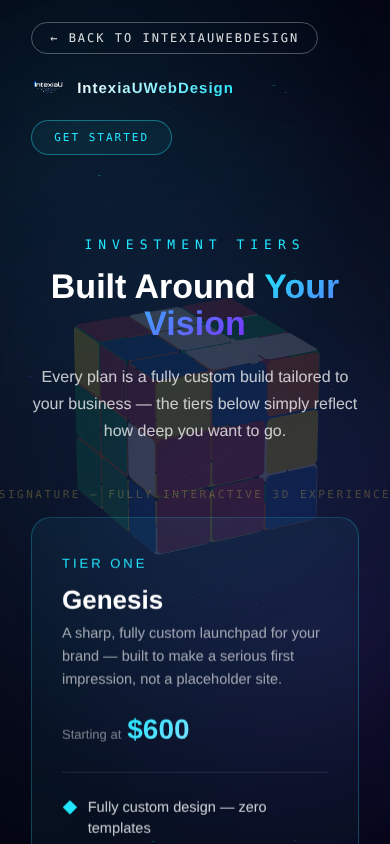 ← BACK TO INTEXIAUWEBDESIGN
IntexiaU
IntexiaUWebDesign
GET STARTED
INVESTMENT TIERS
Built Around Your
Vision
Every plan is a fully custom build tailored to
your business — the tiers below simply reflect
how deep you want to go.
SIGNATURE — FULLY INTERACTIVE 3D EXPERIENCE
TIER ONE
Genesis
A sharp, fully custom launchpad for your
brand — built to make a serious first
impression, not a placeholder site.
Starting at $600
Fully custom design — zero
templates